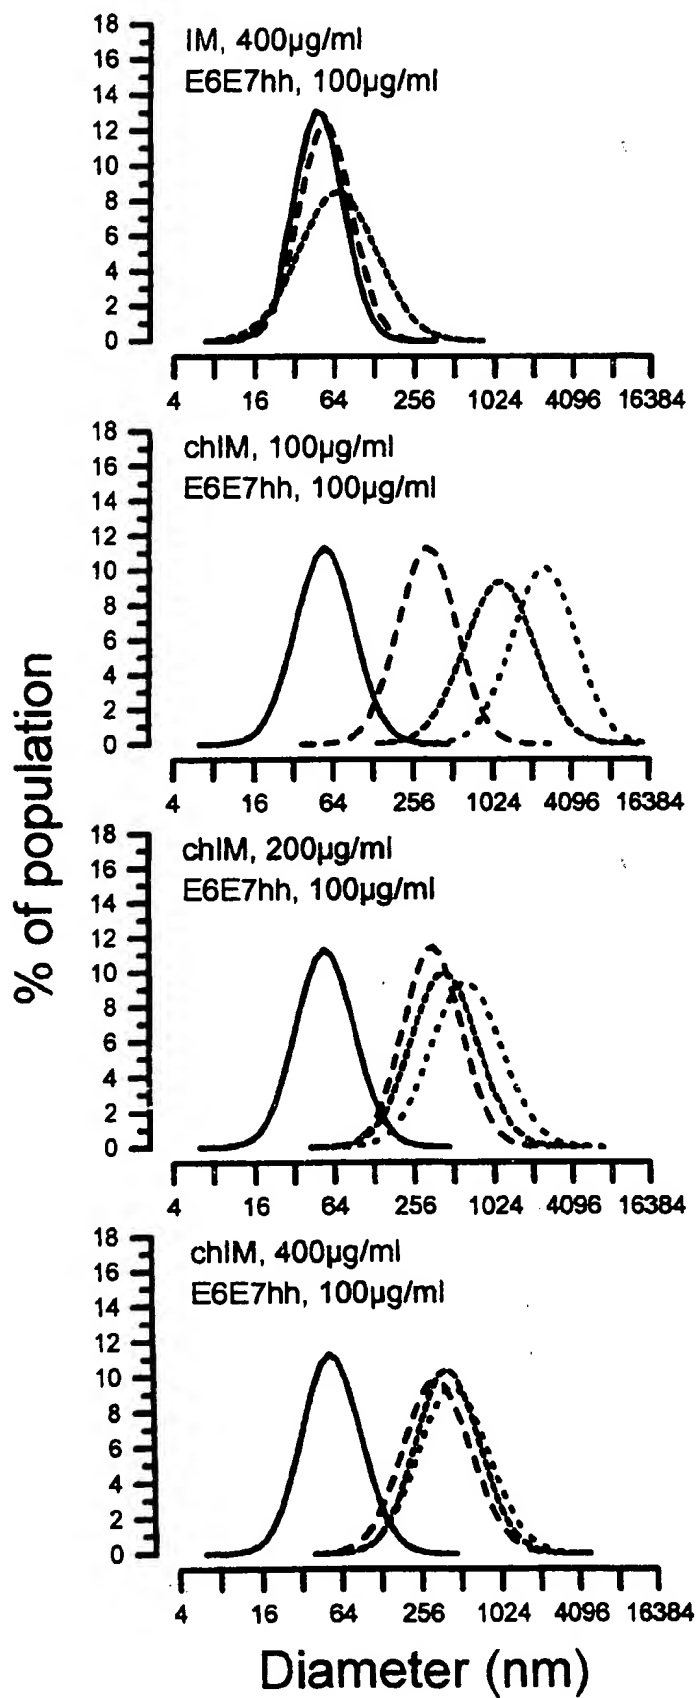 18
16
14
12
10
8
6
4
2
0
IM, 400µg/ml
E6E7hh, 100µg/ml
4 16 64 256 1024 4096 16384
18
16
14
12
10
8
6
4
2
0
chIM, 100µg/ml
E6E7hh, 100µg/ml
4 16 64 256 1024 4096 16384
% of population
18
16
14
12
10
8
6
4
2
0
chIM, 200µg/ml
E6E7hh, 100µg/ml
4 16 64 256 1024 4096 16384
18
16
14
12
10
8
6
4
2
0
chIM, 400µg/ml
E6E7hh, 100µg/ml
4 16 64 256 1024 4096 16384
Diameter (nm)